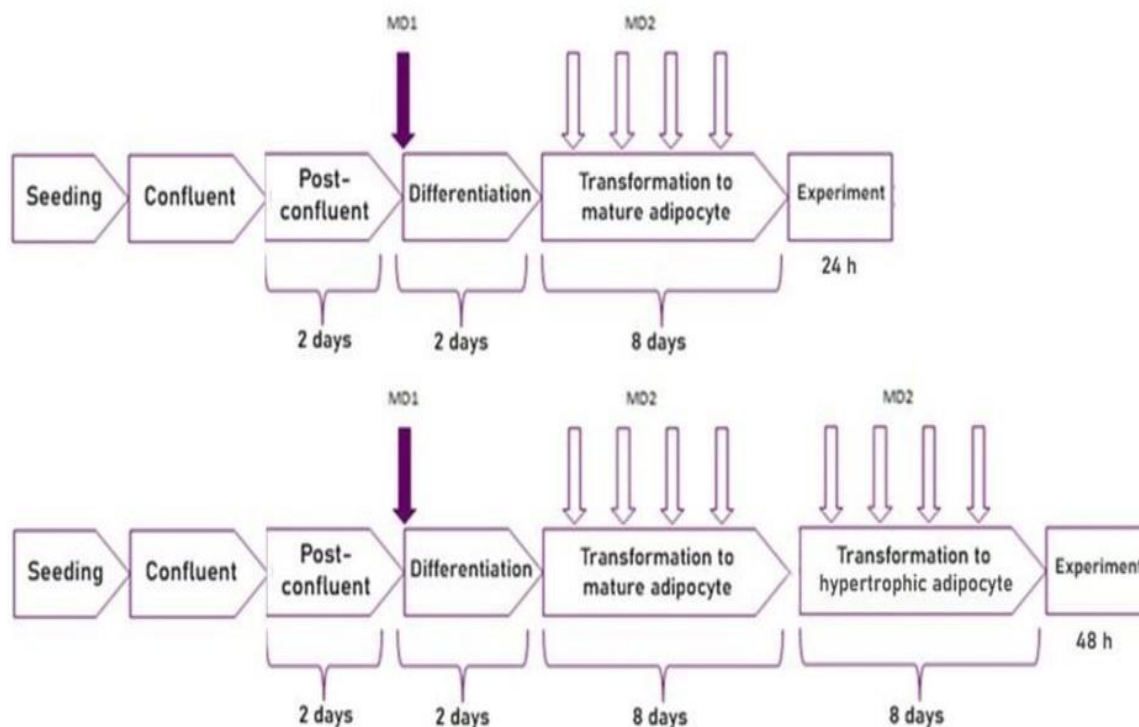 MD1
MD2
Seeding
Confluent
Post-
confluent
Differentiation
Transformation to
mature adipocyte
Experiment
24 h
2 days
2 days
8 days
MD1
MD2
MD2
Seeding
Confluent
Post-
confluent
Differentiation
Transformation to
mature adipocyte
Transformation to
hypertrophic adipocyte
Experiment
48 h
2 days
2 days
8 days
8 days